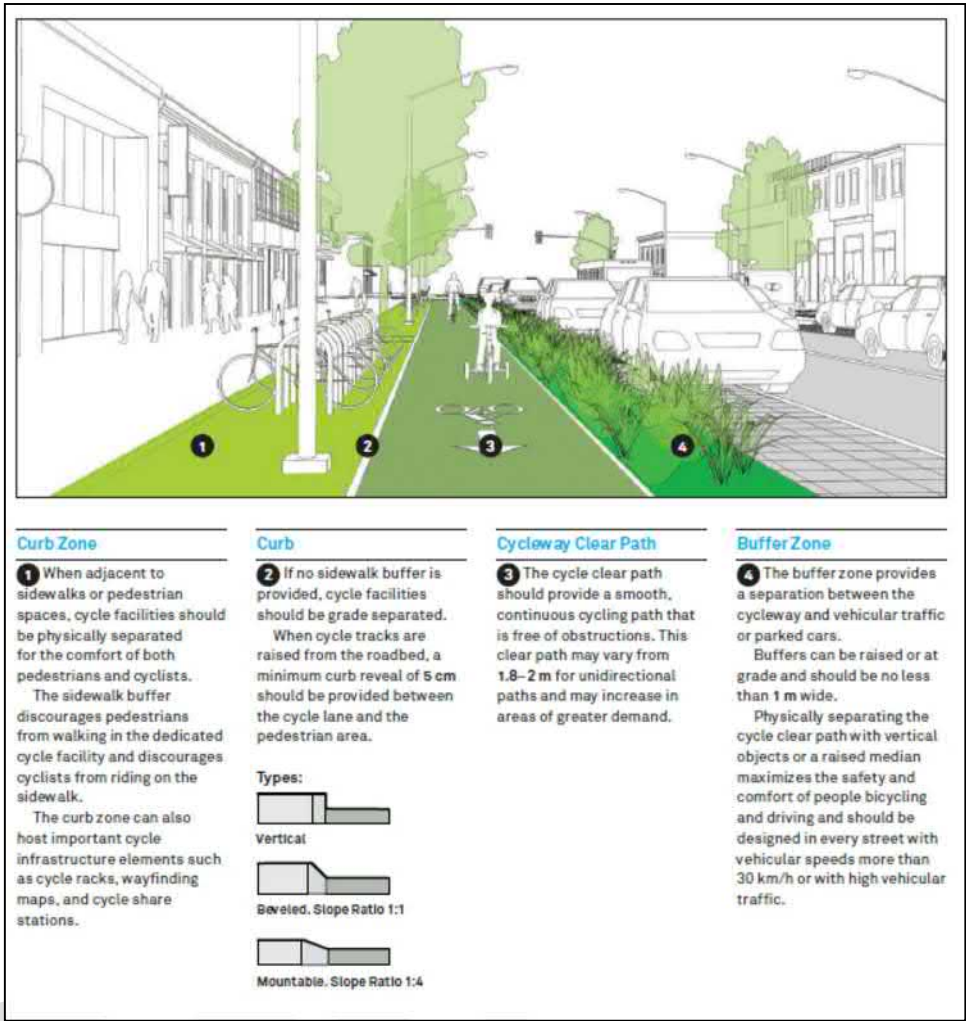 1
2
3
4
Curb Zone
1 When adjacent to
sidewalks or pedestrian
spaces, cycle facilities should
be physically separated
for the comfort of both
pedestrians and cyclists.
The sidewalk buffer
discourages pedestrians
from walking in the dedicated
cycle facility and discourages
cyclists from riding on the
sidewalk.
The curb zone can also
host important cycle
infrastructure elements such
as cycle racks, wayfinding
maps, and cycle share
stations.
Curb
2 If no sidewalk buffer is
provided, cycle facilities
should be grade separated.
When cycle tracks are
raised from the roadbed, a
minimum curb reveal of 5 cm
should be provided between
the cycle lane and the
pedestrian area.
Types:
Vertical
Beveled. Slope Ratio 1:1
Mountable. Slope Ratio 1:4
Cycleway Clear Path
3 The cycle clear path
should provide a smooth,
continuous cycling path that
is free of obstructions. This
clear path may vary from
1.8–2 m for unidirectional
paths and may increase in
areas of greater demand.
Buffer Zone
4 The buffer zone provides
a separation between the
cycleway and vehicular traffic
or parked cars.
Buffers can be raised or at
grade and should be no less
than 1 m wide.
Physically separating the
cycle clear path with vertical
objects or a raised median
maximizes the safety and
comfort of people bicycling
and driving and should be
designed in every street with
vehicular speeds more than
30 km/h or with high vehicular
traffic.